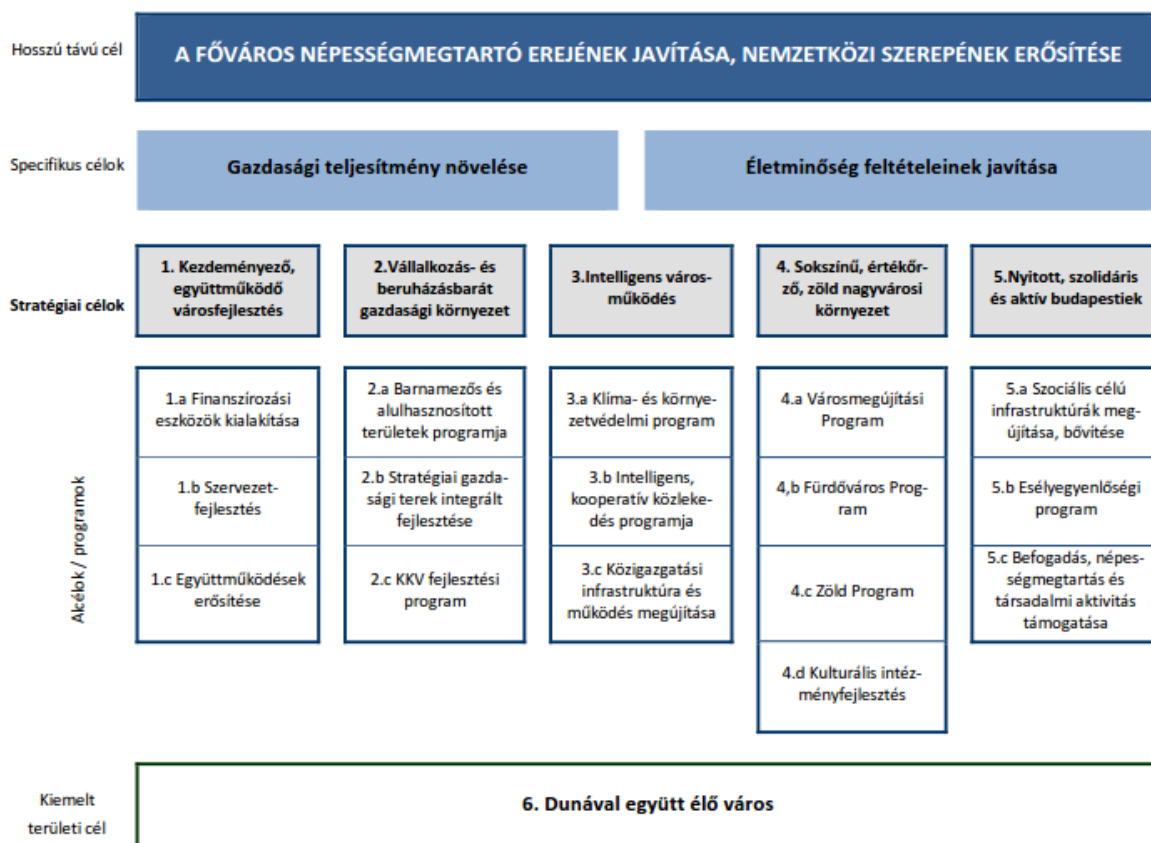 Hosszú távú cél
A FŐVÁROS NÉPESSÉGMEGTARTÓ EREJÉNEK JAVÍTÁSA, NEMZETKÖZI SZEREPÉNEK ERŐSÍTÉSE
Specifikus célok
Gazdasági teljesítmény növelése
Életminőség feltételeinek javítása
Stratégiai célok
1. Kezdeményező,
együttműködő
városfejlesztés
2.Vállalkozás- és
beruházásbarát
gazdasági környezet
3.Intelligens város-
működés
4. Sokszínű, értékőr-
ző, zöld nagyvárosi
környezet
5.Nyitott, szolidáris
és aktív budapestiek
Alcélok / programok
1.a Finanszírozási
eszközök kialakítása
1.b Szervezet-
fejlesztés
1.c Együttműködések
erősítése
2.a Barnamezős és
alulhasznosított
területek programja
2.b Stratégiai gazda-
sági terek integrált
fejlesztése
2.c KKV fejlesztési
program
3.a Klíma- és környe-
zetvédelmi program
3.b Intelligens,
kooperatív közleke-
dés programja
3.c Közigazgatási
infrastruktúra és
működés megújítása
4.a Városmegújítási
Program
4,b Fürdőváros Prog-
ram
4.c Zöld Program
4.d Kulturális intéz-
ményfejlesztés
5.a Szociális célú
infrastruktúrák meg-
újítása, bővítése
5.b Esélyegyenlőségi
program
5.c Befogadás, népes-
ségmegtartás és
társadalmi aktivitás
támogatása
Kiemelt
területi cél
6. Dunával együtt élő város